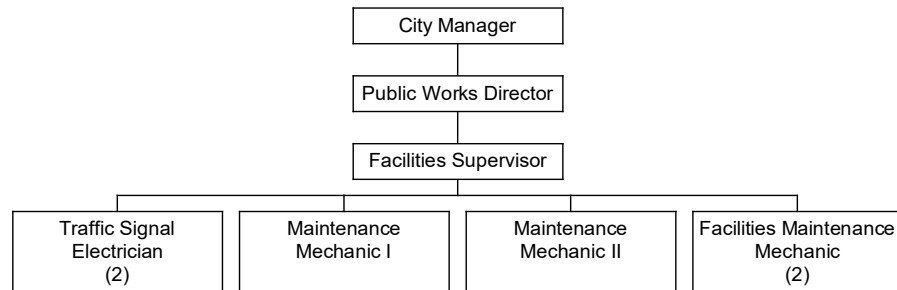 City Manager
Public Works Director
Facilities Supervisor
Traffic Signal
Electrician
(2)
Maintenance
Mechanic I
Maintenance
Mechanic II
Facilities Maintenance
Mechanic
(2)